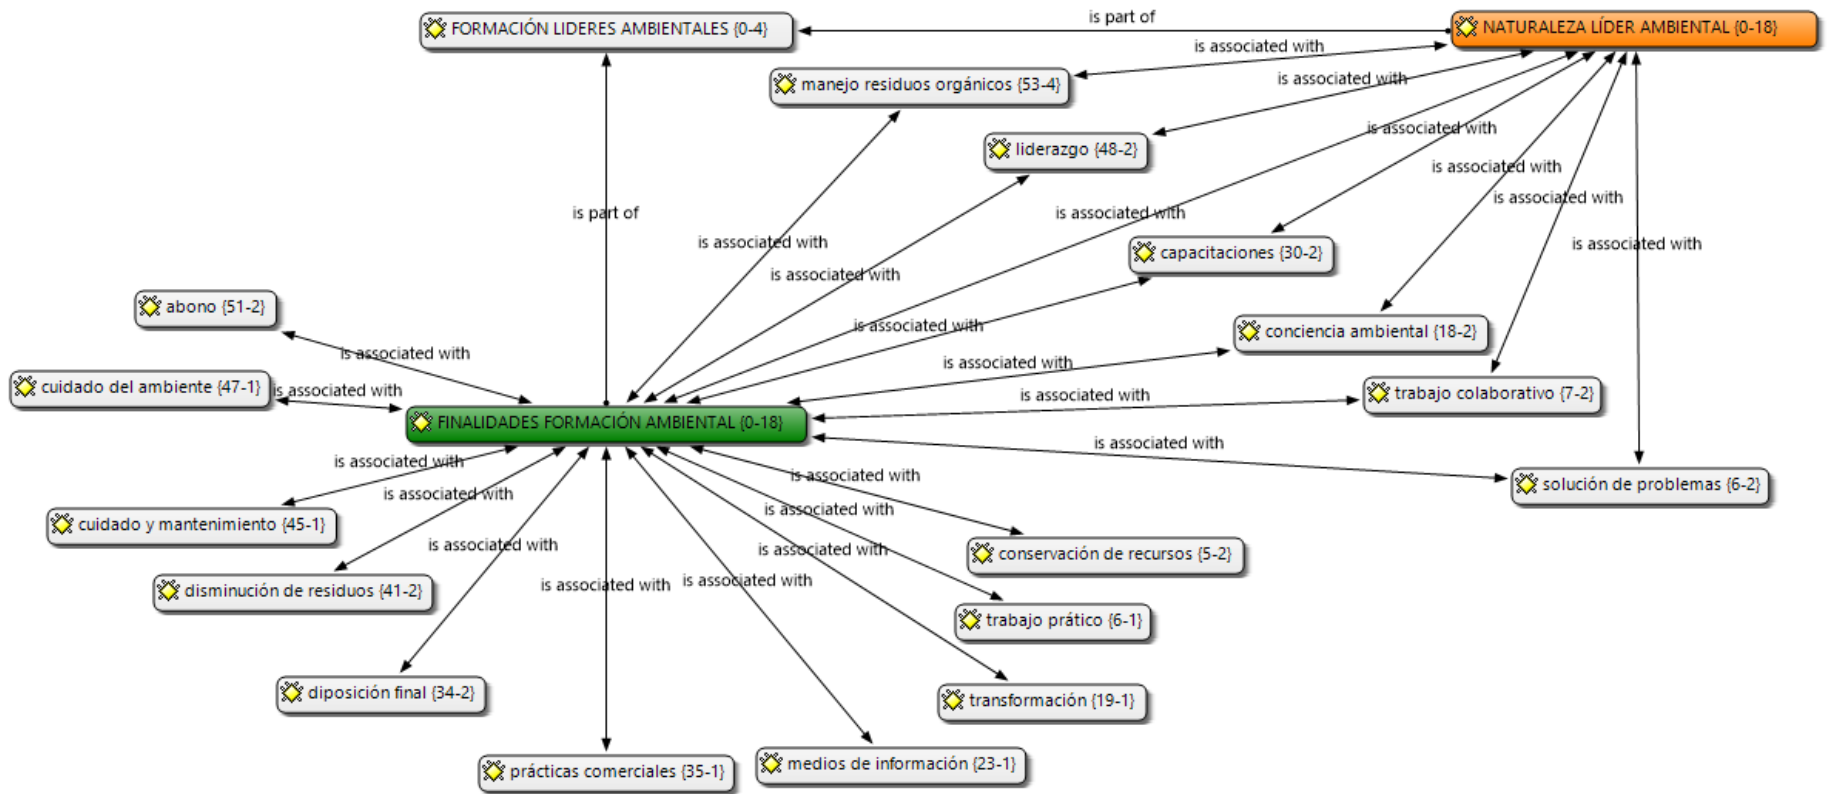 is part of
FORMACIÓN LIDERES AMBIENTALES {0-4}
NATURALEZA LÍDER AMBIENTAL {0-18}
is associated with
manejo residuos orgánicos {53-4}
is associated with
is associated with
liderazgo {48-2}
is associated with
is associated with
is part of
is associated with
is associated with
is associated with
capacitaciones {30-2}
is associated with
abono {51-2}
is associated with
conciencia ambiental {18-2}
is associated with
is associated with
cuidado del ambiente {47-1}
is associated with
is associated with
trabajo colaborativo {7-2}
FINALIDADES FORMACIÓN AMBIENTAL {0-18}
is associated with
is associated with
is associated with
solución de problemas {6-2}
is associated with
is associated with
cuidado y mantenimiento {45-1}
is associated with
is associated with
conservación de recursos {5-2}
is associated with
is associated with
disminución de residuos {41-2}
trabajo prático {6-1}
diposición final {34-2}
transformación {19-1}
prácticas comerciales {35-1}
medios de información {23-1}
is associated with